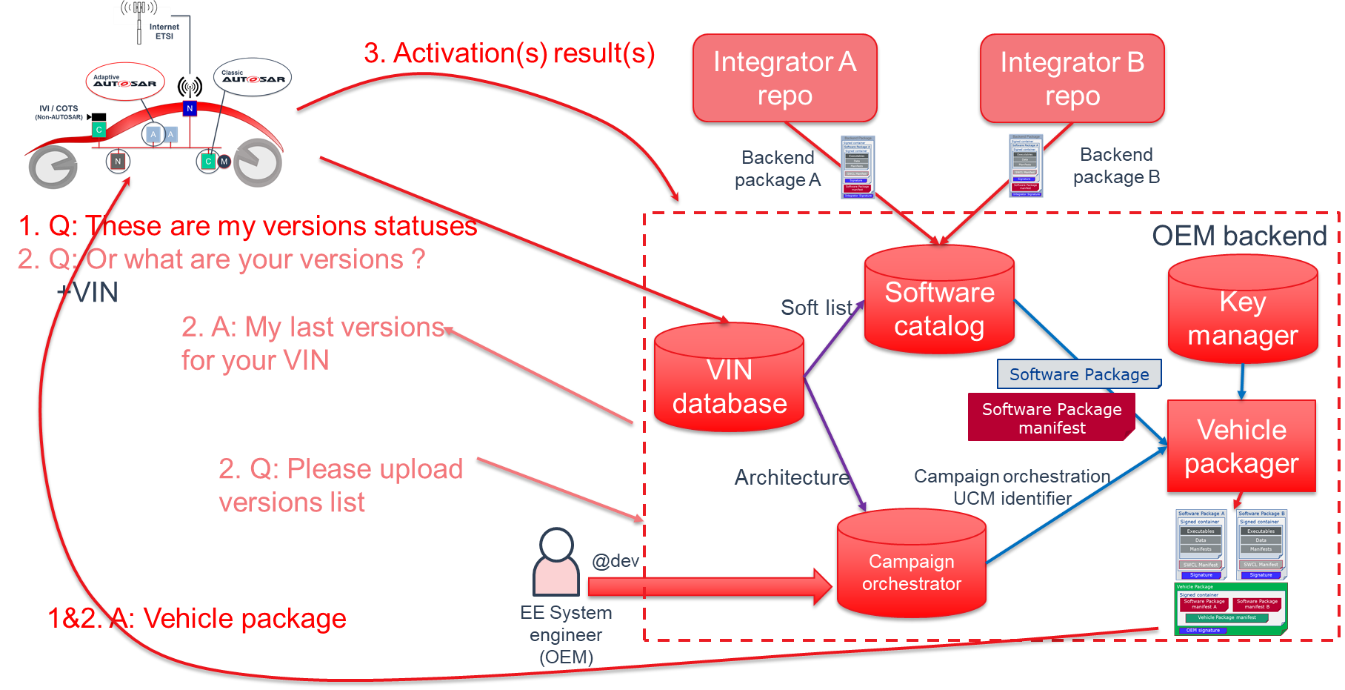 Internet
ETSI
Adaptive
AUTOSAR
Classic
AUTOSAR
IVI / COTS
(Non-AUTOSAR)
C
N
A
A
N
C
M
3. Activation(s) result(s)
Integrator A
repo
Integrator B
repo
Backend
package A
Backend
package B
1. Q: These are my versions statuses
2. Q: Or what are your versions ?
+VIN
2. A: My last versions
for your VIN
2. Q: Please upload
versions list
1&2. A: Vehicle package
OEM backend
Soft list
Software
catalog
Key
manager
VIN
database
Software Package
Software Package
manifest
Vehicle
packager
Architecture
Campaign orchestration
UCM identifier
Campaign
orchestrator
@dev
EE System
engineer
(OEM)
Software Package A
Signed container
Executables
Data
Manifests
SWCL Manifest
Signature
Software Package B
Signed container
Executables
Data
Manifests
SWCL Manifest
Signature
Vehicle Package
Signed container
Software Package
manifest A
Software Package
manifest B
Vehicle Package manifest
OEM signature